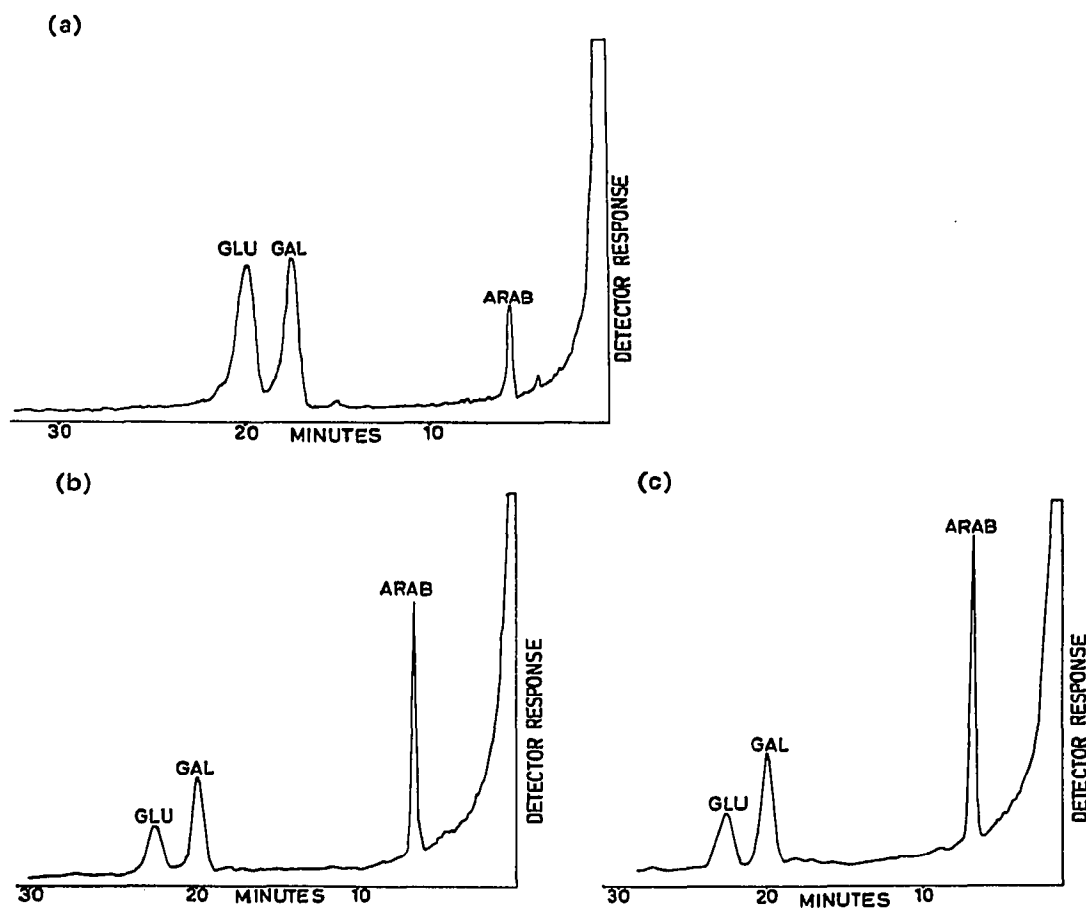 (a)
GLU GAL
ARAB
DETECTOR RESPONSE
30 20 MINUTES 10
(b)
ARAB
GAL
GLU
DETECTOR RESPONSE
30 20 MINUTES 10
(c)
ARAB
GAL
GLU
DETECTOR RESPONSE
30 20 MINUTES 10